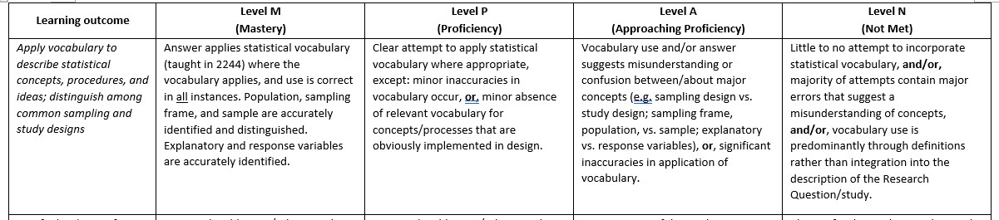 Learning outcome
Level M
(Mastery)
Level P
(Proficiency)
Level A
(Approaching Proficiency)
Level N
(Not Met)
Apply vocabulary to
describe statistical
concepts, procedures, and
ideas; distinguish among
common sampling and
study designs
Answer applies statistical vocabulary
(taught in 2244) where the
vocabulary applies, and use is correct
in all instances. Population, sampling
frame, and sample are accurately
identified and distinguished.
Explanatory and response variables
are accurately identified.
Clear attempt to apply statistical
vocabulary where appropriate,
except: minor inaccuracies in
vocabulary occur, or, minor absence
of relevant vocabulary for
concepts/processes that are
obviously implemented in design.
Vocabulary use and/or answer
suggests misunderstanding or
confusion between/about major
concepts (e.g. sampling design vs.
study design; sampling frame,
population, vs. sample; explanatory
vs. response variables), or, significant
inaccuracies in application of
vocabulary.
Little to no attempt to incorporate
statistical vocabulary, and/or,
majority of attempts contain major
errors that suggest a
misunderstanding of concepts,
and/or, vocabulary use is
predominantly through definitions
rather than integration into the
description of the Research
Question/study.